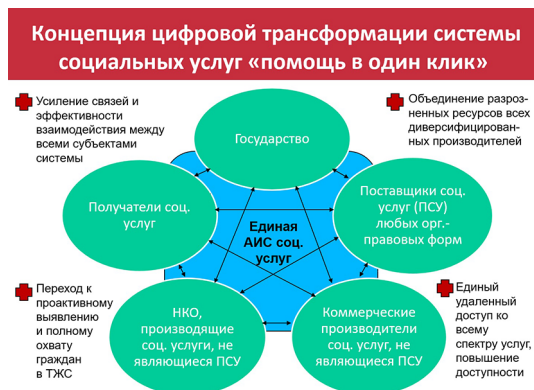 Концепция цифровой трансформации системы
социальных услуг «помощь в один клик»
Усиление связей и
эффективности
взаимодействия между
всеми субъектами
системы
Государство
Объединение разроз-
ненных ресурсов всех
диверсифицирован-
ных производителей
Получатели соц.
услуг
Единая
АИС соц.
услуг
Поставщики соц.
услуг (ПСУ)
любых орг.-
правовых форм
Переход к
проактивному
выявлению
и полному
охвату
граждан
в ТЖС
НКО,
производящие
соц. услуги, не
являющиеся ПСУ
Коммерческие
производители
соц. услуг, не
являющиеся ПСУ
Единый
удаленный
доступ ко
всему
спектру услуг,
повышение
доступности